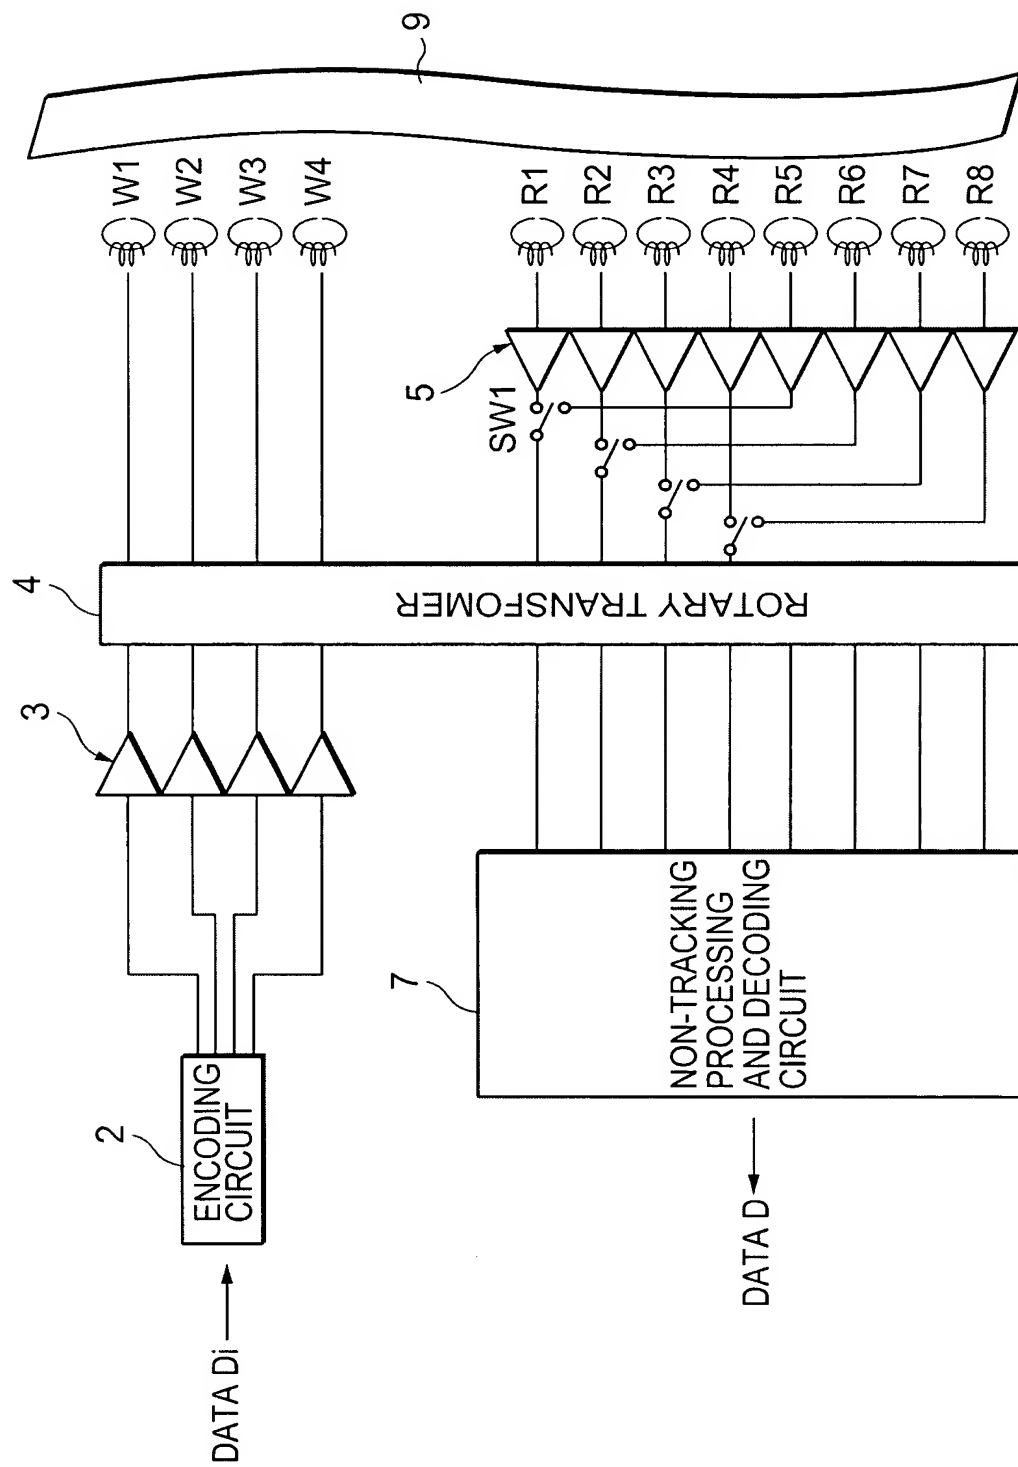 DATA Di
2
ENCODING
CIRCUIT
3
4
ROTARY TRANSFOMER
W1
W2
W3
W4
9
DATA D
7
NON-TRACKING
PROCESSING
AND DECODING
CIRCUIT
SW1
5
R1
R2
R3
R4
R5
R6
R7
R8